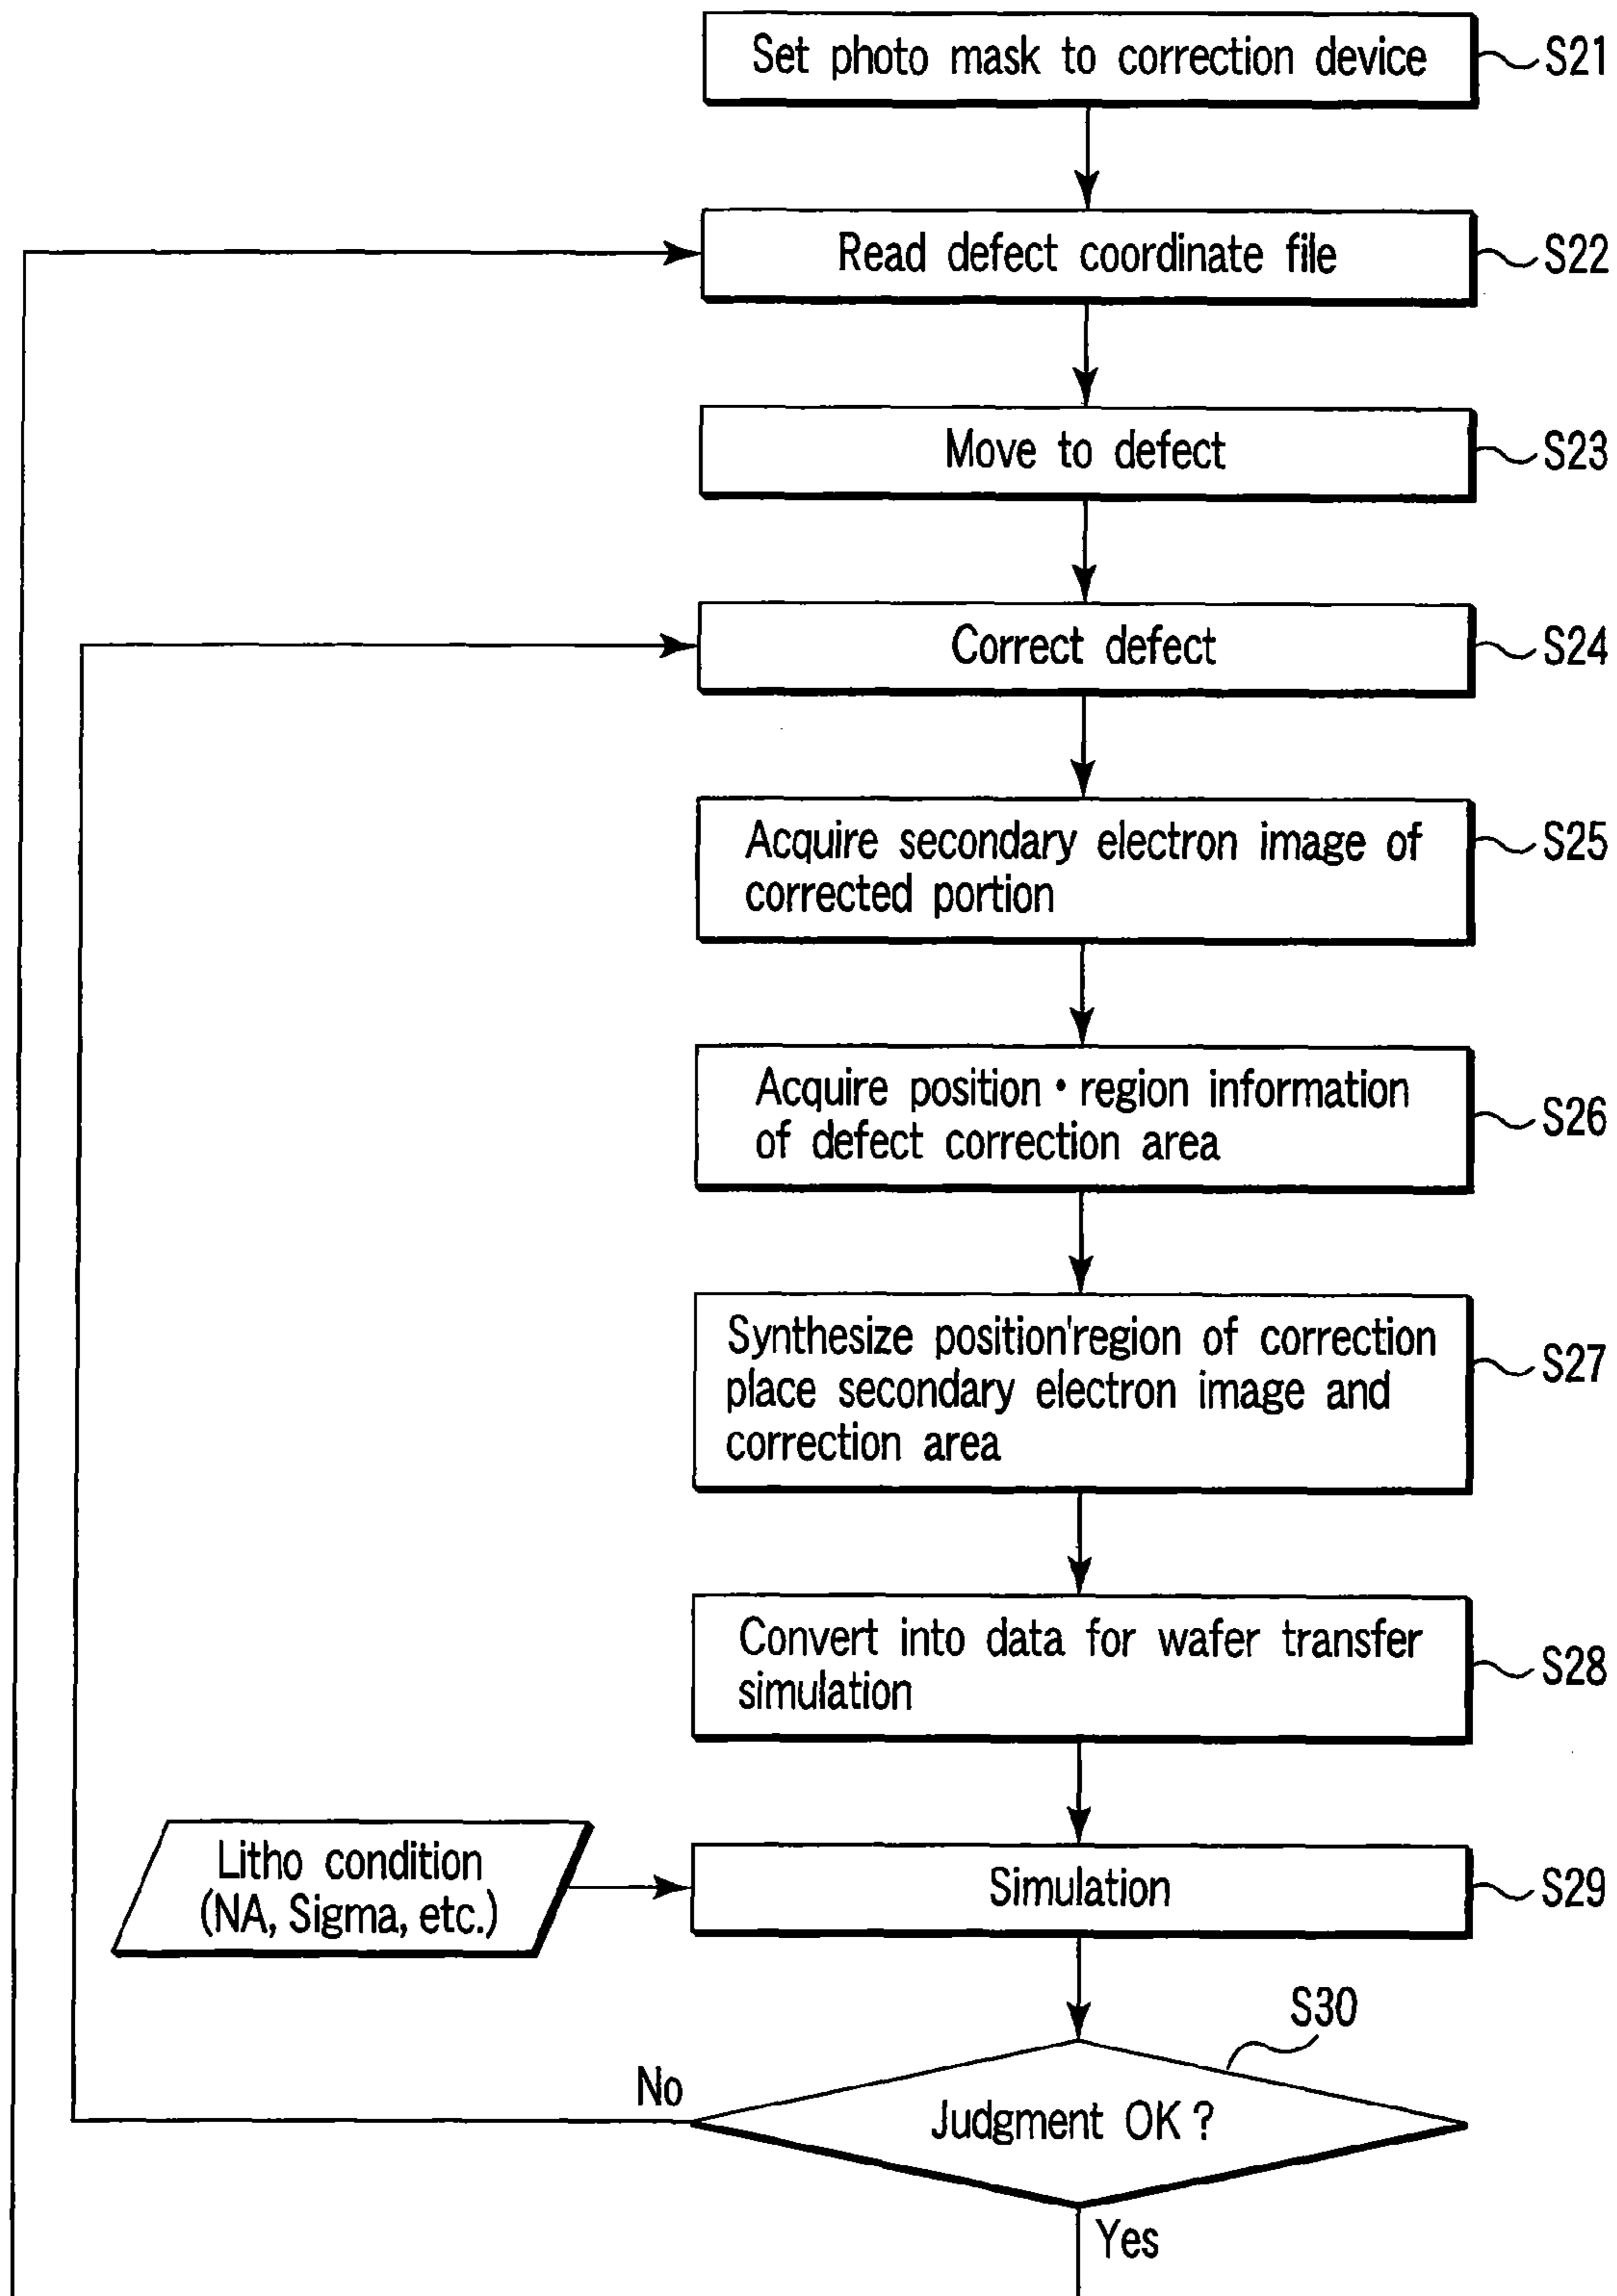 Set photo mask to correction device
S21
Read defect coordinate file
S22
Move to defect
S23
Correct defect
S24
Acquire secondary electron image of
corrected portion
S25
Acquire position・region information
of defect correction area
S26
Synthesize position'region of correction
place secondary electron image and
correction area
S27
Convert into data for wafer transfer
simulation
S28
Litho condition
(NA, Sigma, etc.)
Simulation
S29
S30
No
Judgment OK?
Yes